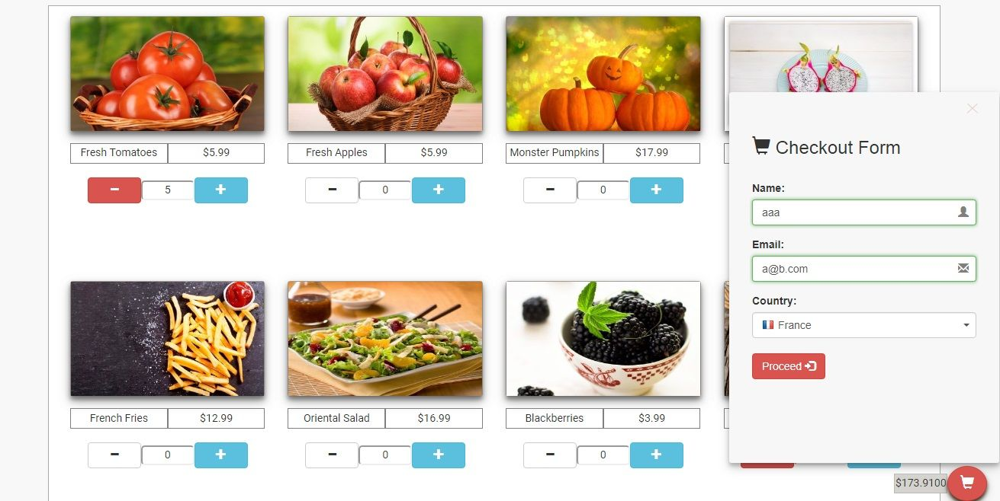 Fresh Tomatoes $5.99
Fresh Apples $5.99
Monster Pumpkins $17.99
− 5 +
− 0 +
− 0 +
French Fries $12.99
Oriental Salad $16.99
Blackberries $3.99
− 0 +
− 0 +
− 0 +
×
Checkout Form
Name:
aaa
Email:
a@b.com
Country:
France
Proceed
$173.9100